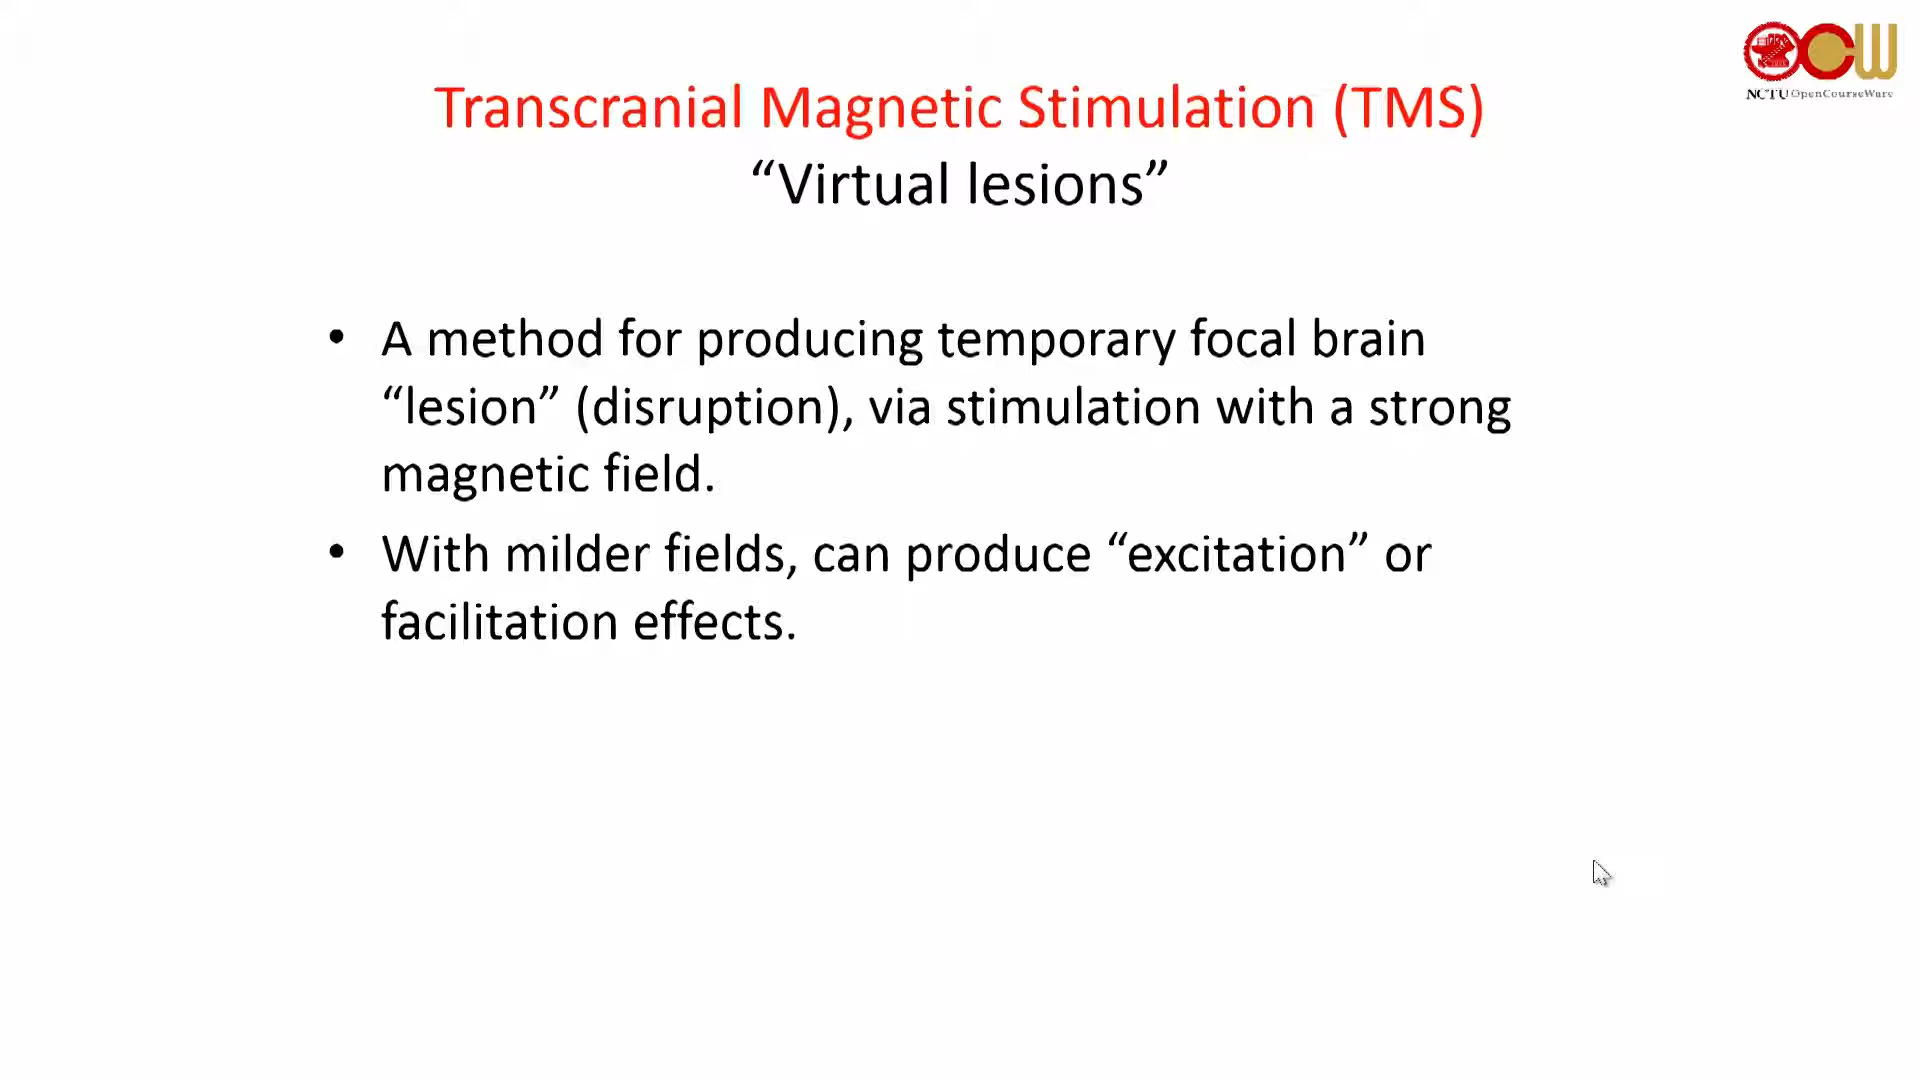 NCTU OpenCourseWare
Transcranial Magnetic Stimulation (TMS)
“Virtual lesions”
• A method for producing temporary focal brain
“lesion” (disruption), via stimulation with a strong
magnetic field.
• With milder fields, can produce “excitation” or
facilitation effects.